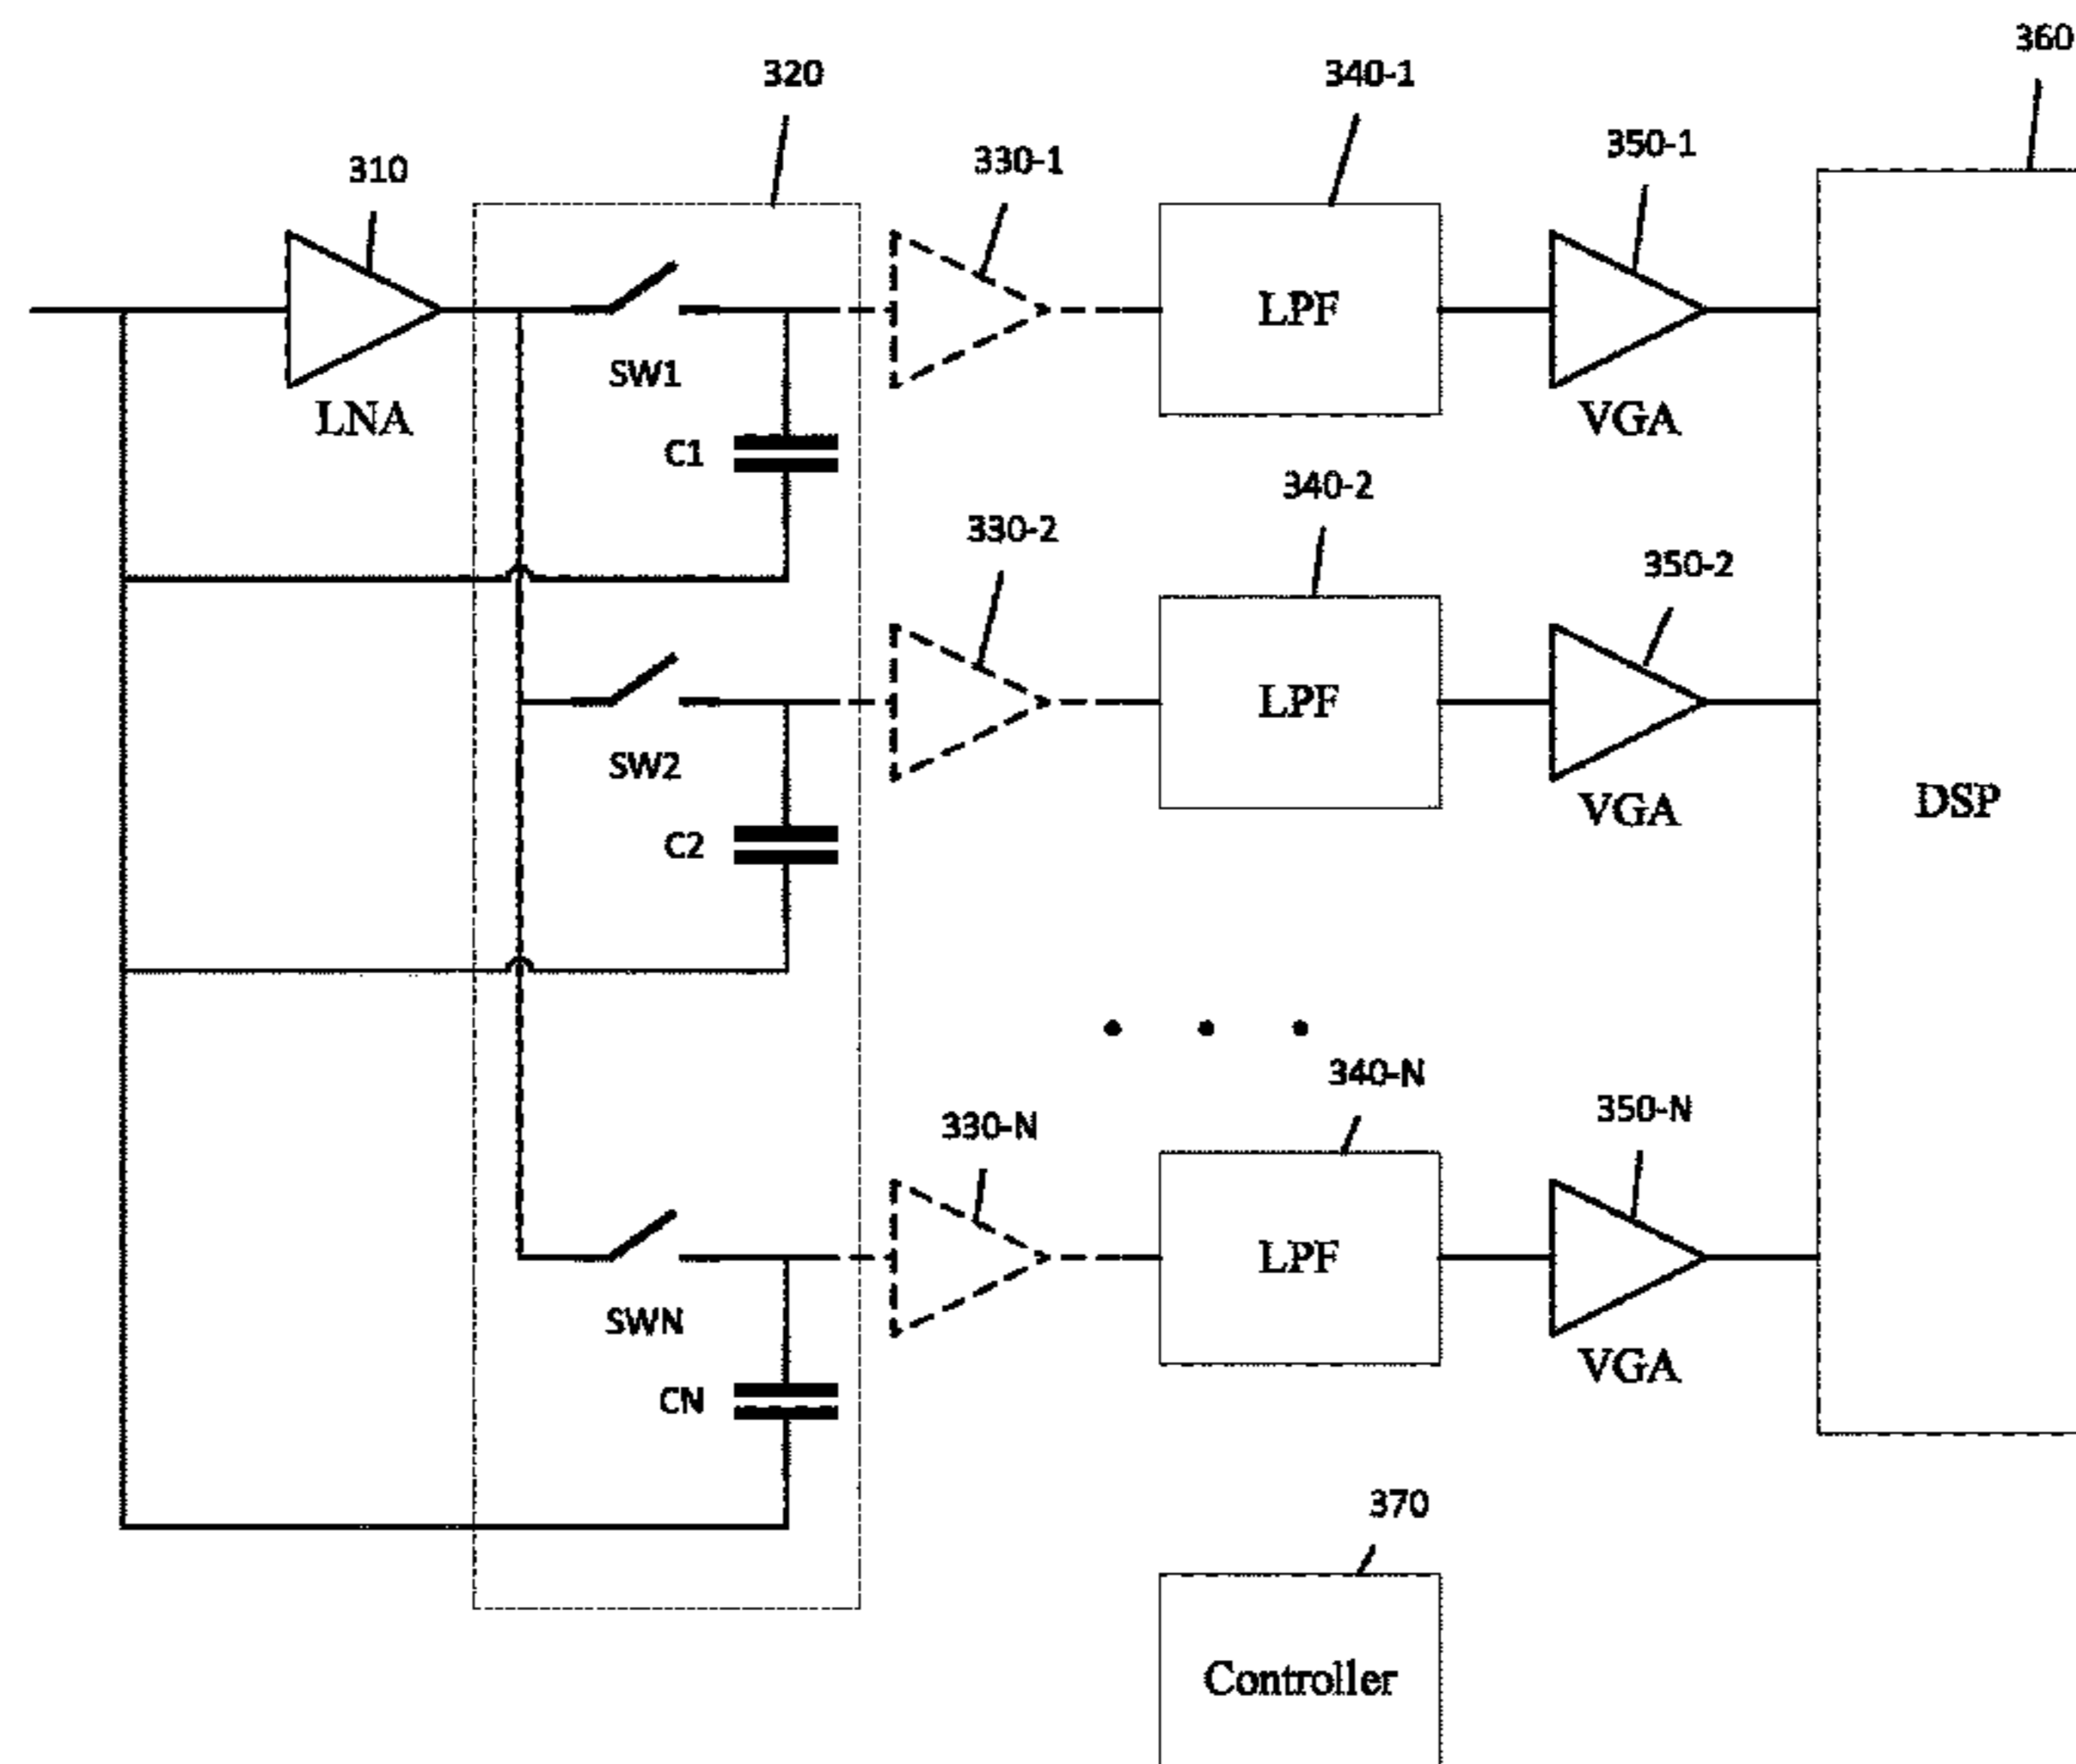 360
320
340-1
350-1
310
330-1
LPF
SW1
LNA
VGA
C1
340-2
330-2
350-2
LPF
SW2
VGA
DSP
C2
340-N
350-N
330-N
LPF
SWN
VGA
CN
370
Controller